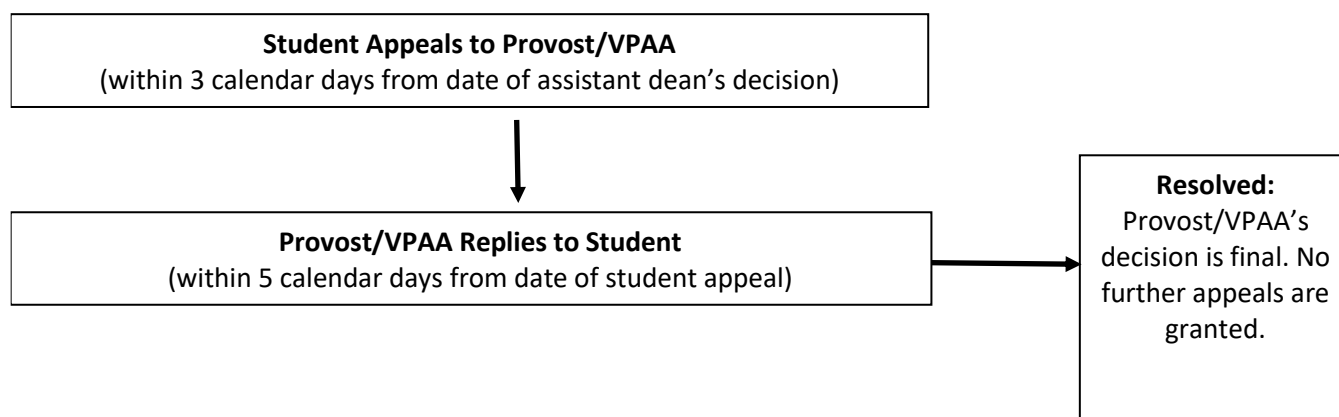 Student Appeals to Provost/VPAA
(within 3 calendar days from date of assistant dean’s decision)
Provost/VPAA Replies to Student
(within 5 calendar days from date of student appeal)
Resolved:
Provost/VPAA’s
decision is final. No
further appeals are
granted.